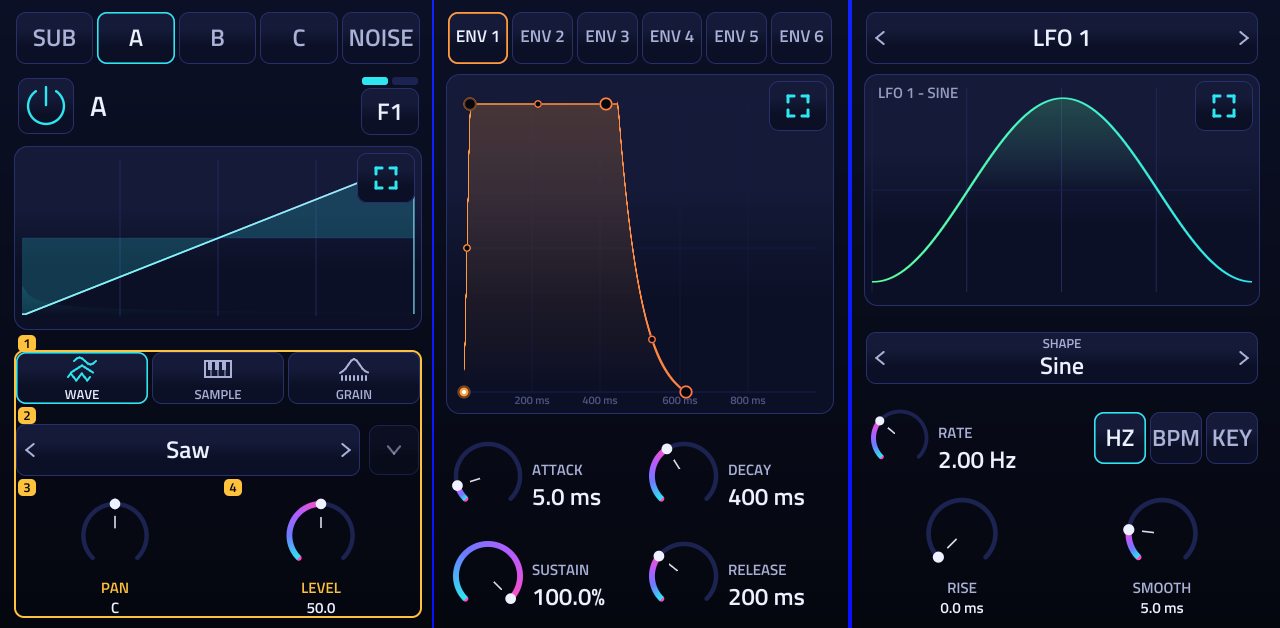 SUB A B C NOISE
A
F1
1
WAVE SAMPLE GRAIN
2
Saw
3 4
PAN LEVEL
C 50.0
ENV 1 ENV 2 ENV 3 ENV 4 ENV 5 ENV 6
200 ms 400 ms 600 ms 800 ms
ATTACK
5.0 ms
DECAY
400 ms
SUSTAIN
100.0%
RELEASE
200 ms
LFO 1
LFO 1 - SINE
SHAPE
Sine
RATE
2.00 Hz
HZ BPM KEY
RISE SMOOTH
0.0 ms 5.0 ms